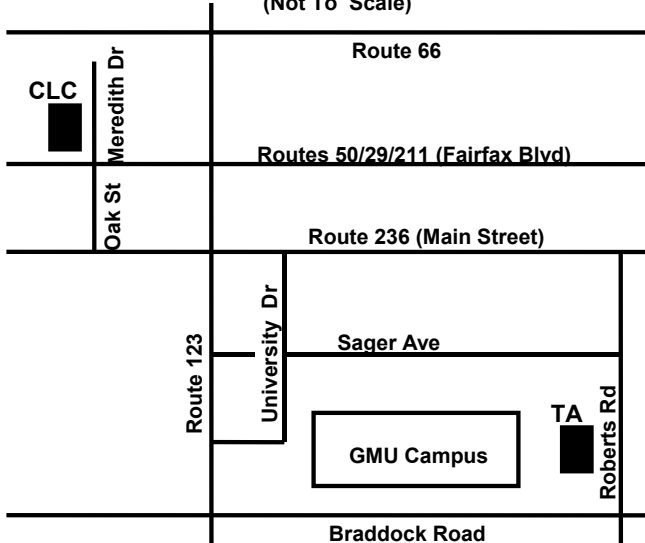 (Not To Scale)
Route 66
Meredith Dr
CLC
Routes 50/29/211 (Fairfax Blvd)
Oak St
Route 236 (Main Street)
University Dr
Route 123
Sager Ave
TA
Roberts Rd
GMU Campus
Braddock Road